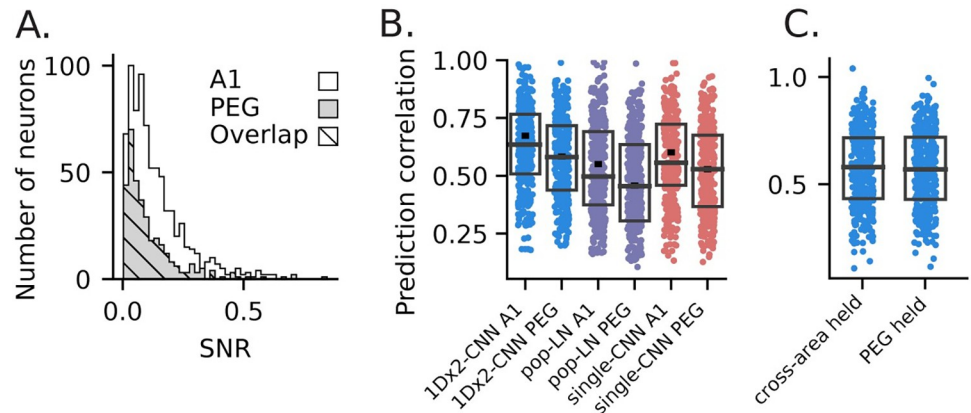 A.
Number of neurons
100
50
0
0.0
0.5
SNR
A1
PEG
Overlap
B.
Prediction correlation
1.00
0.75
0.50
0.25
1Dx2-CNN A1
1Dx2-CNN PEG
pop-LN A1
pop-LN PEG
single-CNN A1
single-CNN PEG
C.
1.0
0.5
cross-area held
PEG held